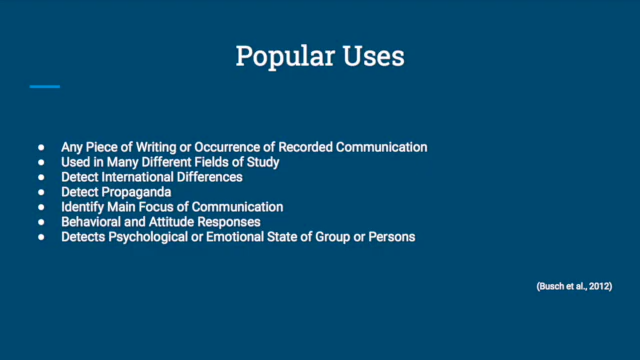 Popular Uses
● Any Piece of Writing or Occurrence of Recorded Communication
● Used in Many Different Fields of Study
● Detect International Differences
● Detect Propaganda
● Identify Main Focus of Communication
● Behavioral and Attitude Responses
● Detects Psychological or Emotional State of Group or Persons
(Busch et al., 2012)